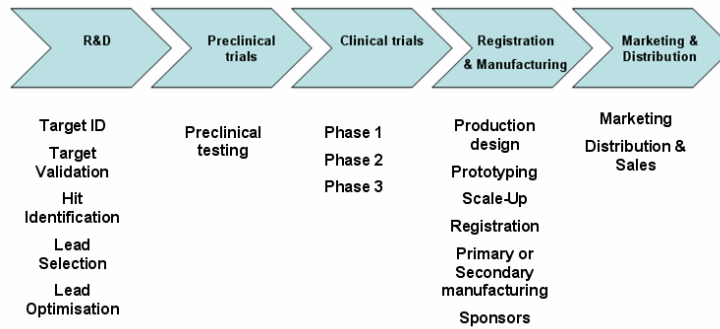 R&D
Preclinical
trials
Clinical trials
Registration
& Manufacturing
Marketing &
Distribution
Target ID
Target
Validation
Hit
Identification
Lead
Selection
Lead
Optimisation
Preclinical
testing
Phase 1
Phase 2
Phase 3
Production
design
Prototyping
Scale-Up
Registration
Primary or
Secondary
manufacturing
Sponsors
Marketing
Distribution &
Sales